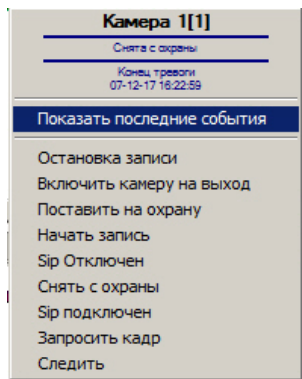 Камера 1[1]
Снята с охраны
Конец тревоги
07-12-17 16:22:59
Показать последние события
Остановка записи
Включить камеру на выход
Поставить на охрану
Начать запись
Sip Отключен
Снять с охраны
Sip подключен
Запросить кадр
Следить